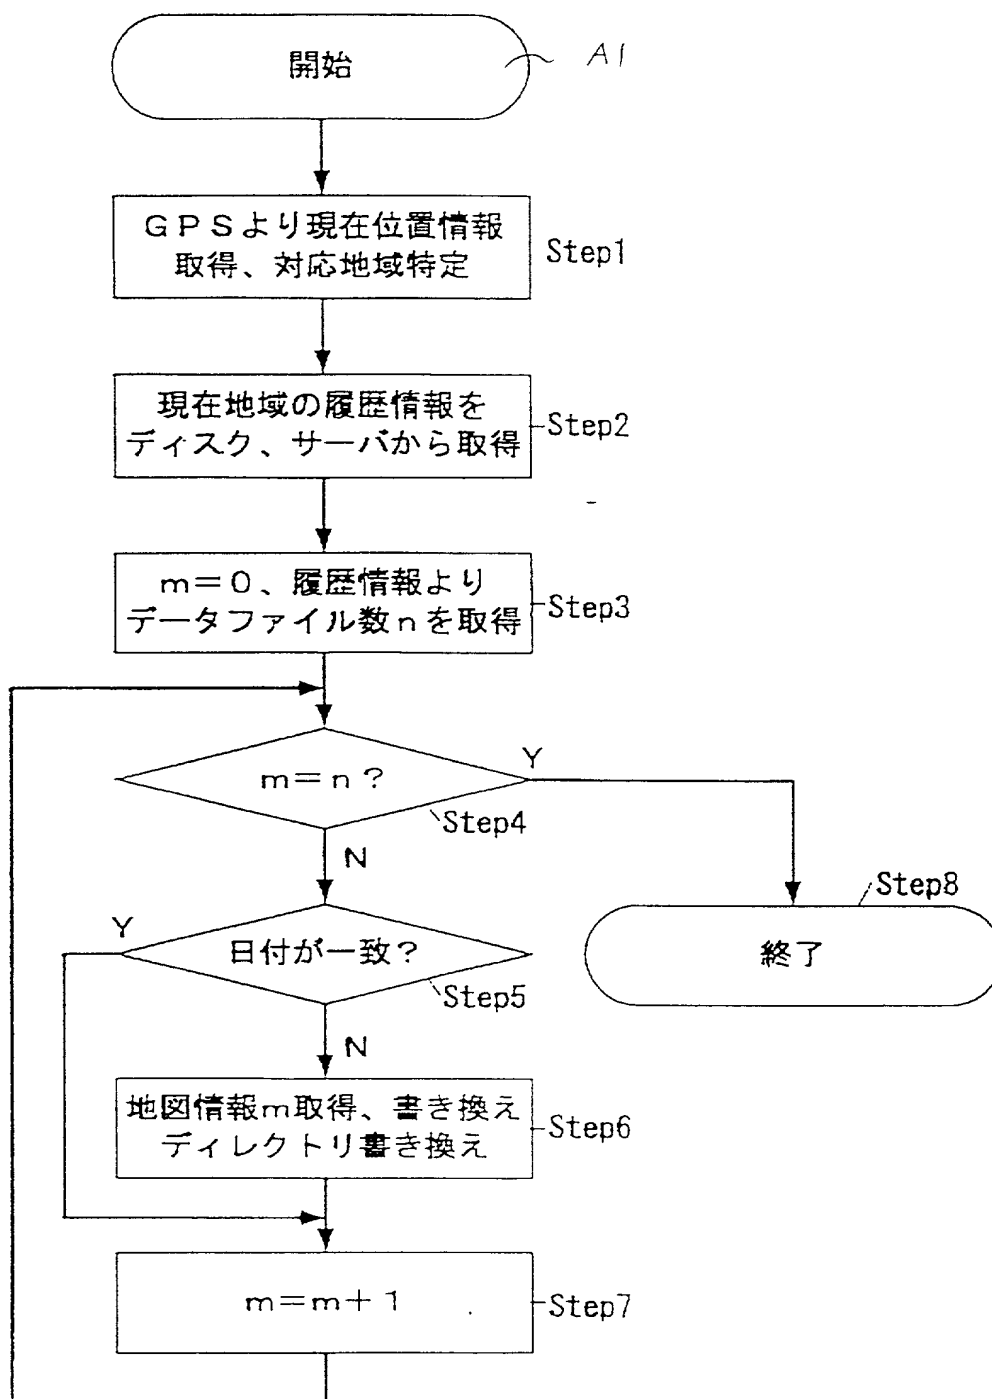 開始
A1
GPSより現在位置情報
取得、対応地域特定
Step1
現在地域の履歴情報を
ディスク、サーバから取得
Step2
m=0、履歴情報より
データファイル数nを取得
Step3
m=n?
Y
Step4
N
Step8
終了
Y
日付が一致?
Step5
N
地図情報m取得、書き換え
ディレクトリ書き換え
Step6
m=m+1
Step7